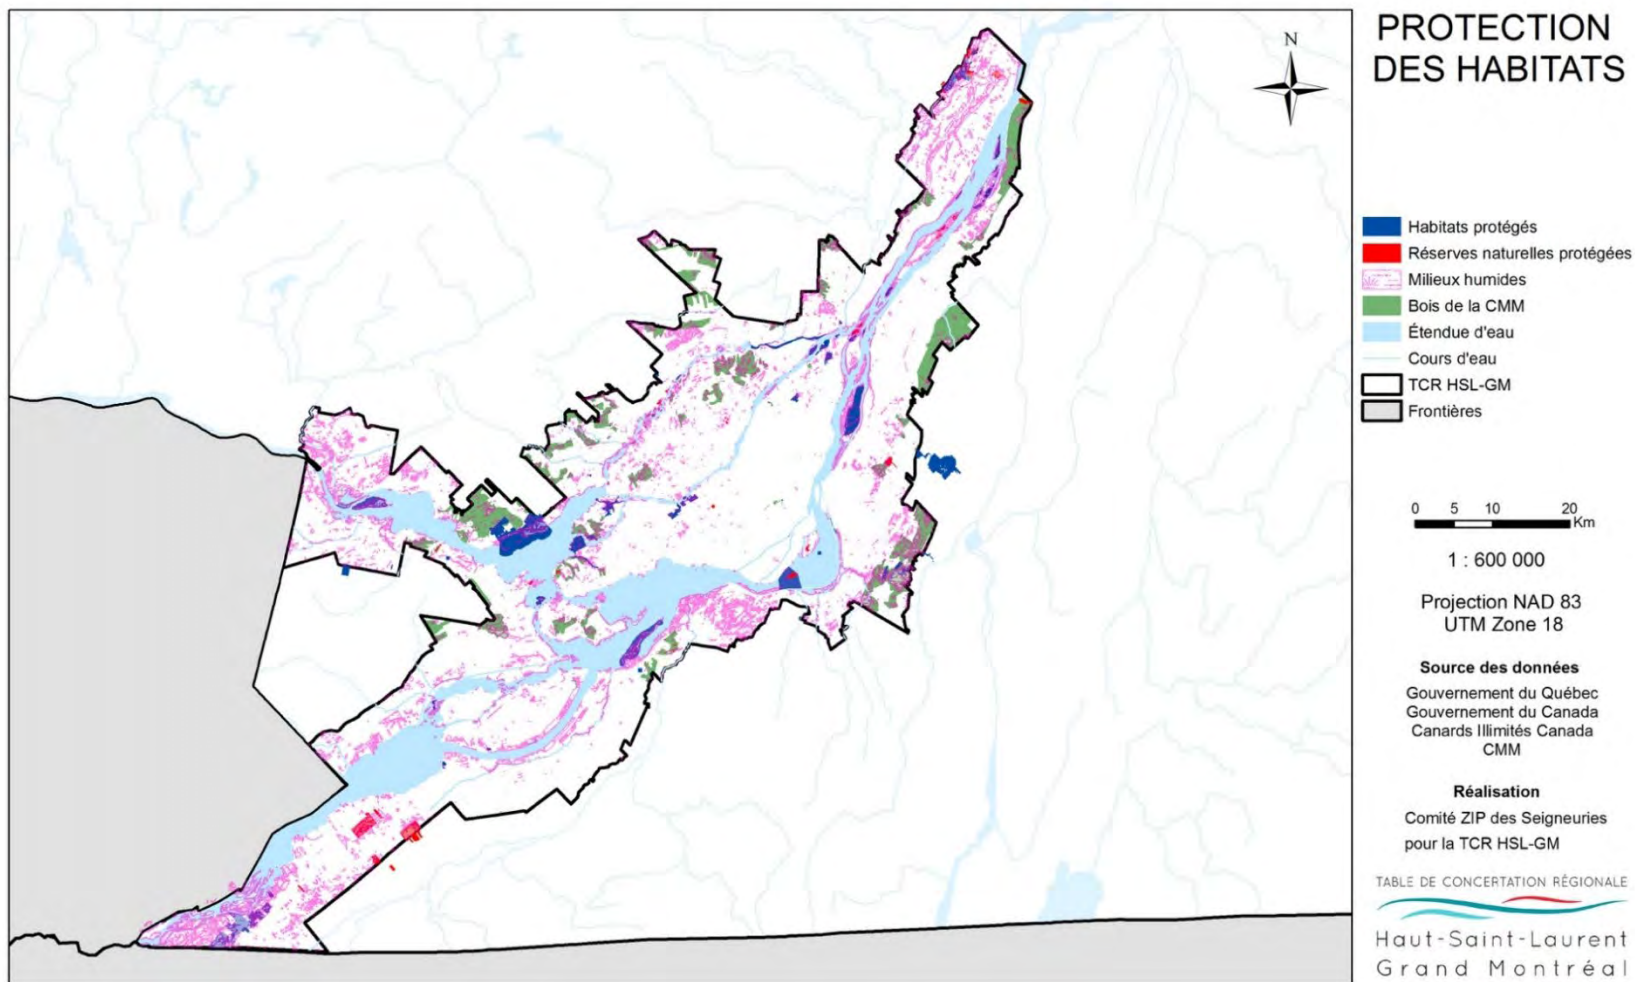 PROTECTION
DES HABITATS
N
Habitats protégés
Réserves naturelles protégées
Milieux humides
Bois de la CMM
Étendue d'eau
Cours d'eau
TCR HSL-GM
Frontières
0 5 10 20
Km
1 : 600 000
Projection NAD 83
UTM Zone 18
Source des données
Gouvernement du Québec
Gouvernement du Canada
Canards Illimités Canada
CMM
Réalisation
Comité ZIP des Seigneuries
pour la TCR HSL-GM
TABLE DE CONCERTATION RÉGIONALE
Haut-Saint-Laurent
Grand Montréal